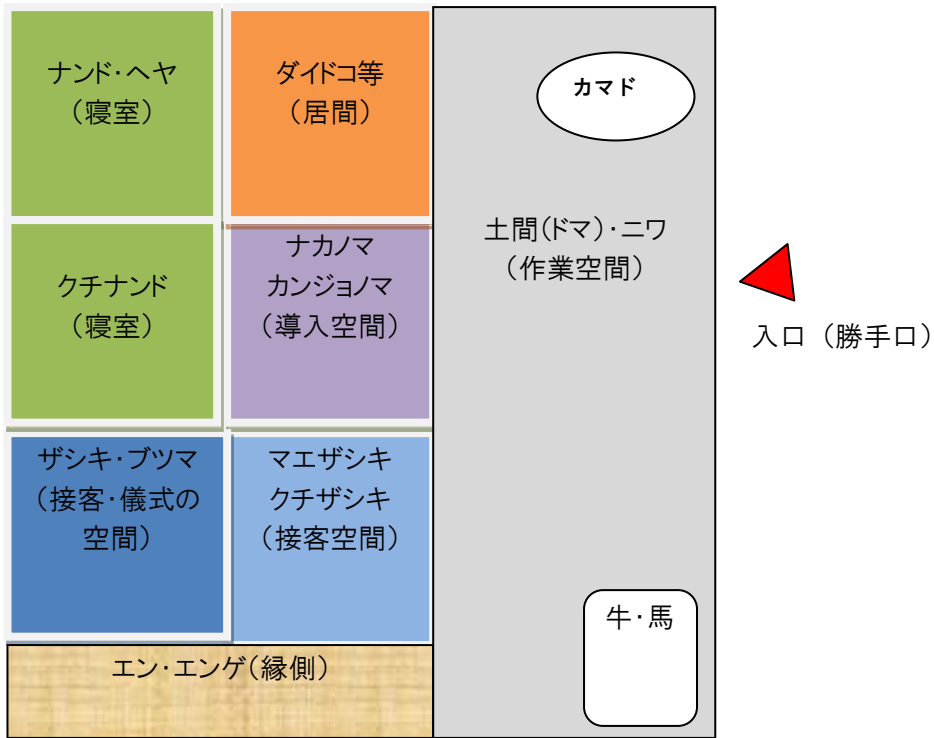 ナンド・ヘヤ
（寝室）
ダイドコ等
（居間）
カマド
土間(ドマ)・ニワ
（作業空間）
クチナンド
（寝室）
ナカノマ
カンジョノマ
（導入空間）
入口（勝手口）
ザシキ・ブツマ
（接客・儀式の
空間）
マエザシキ
クチザシキ
（接客空間）
牛・馬
エン・エンゲ(縁側）